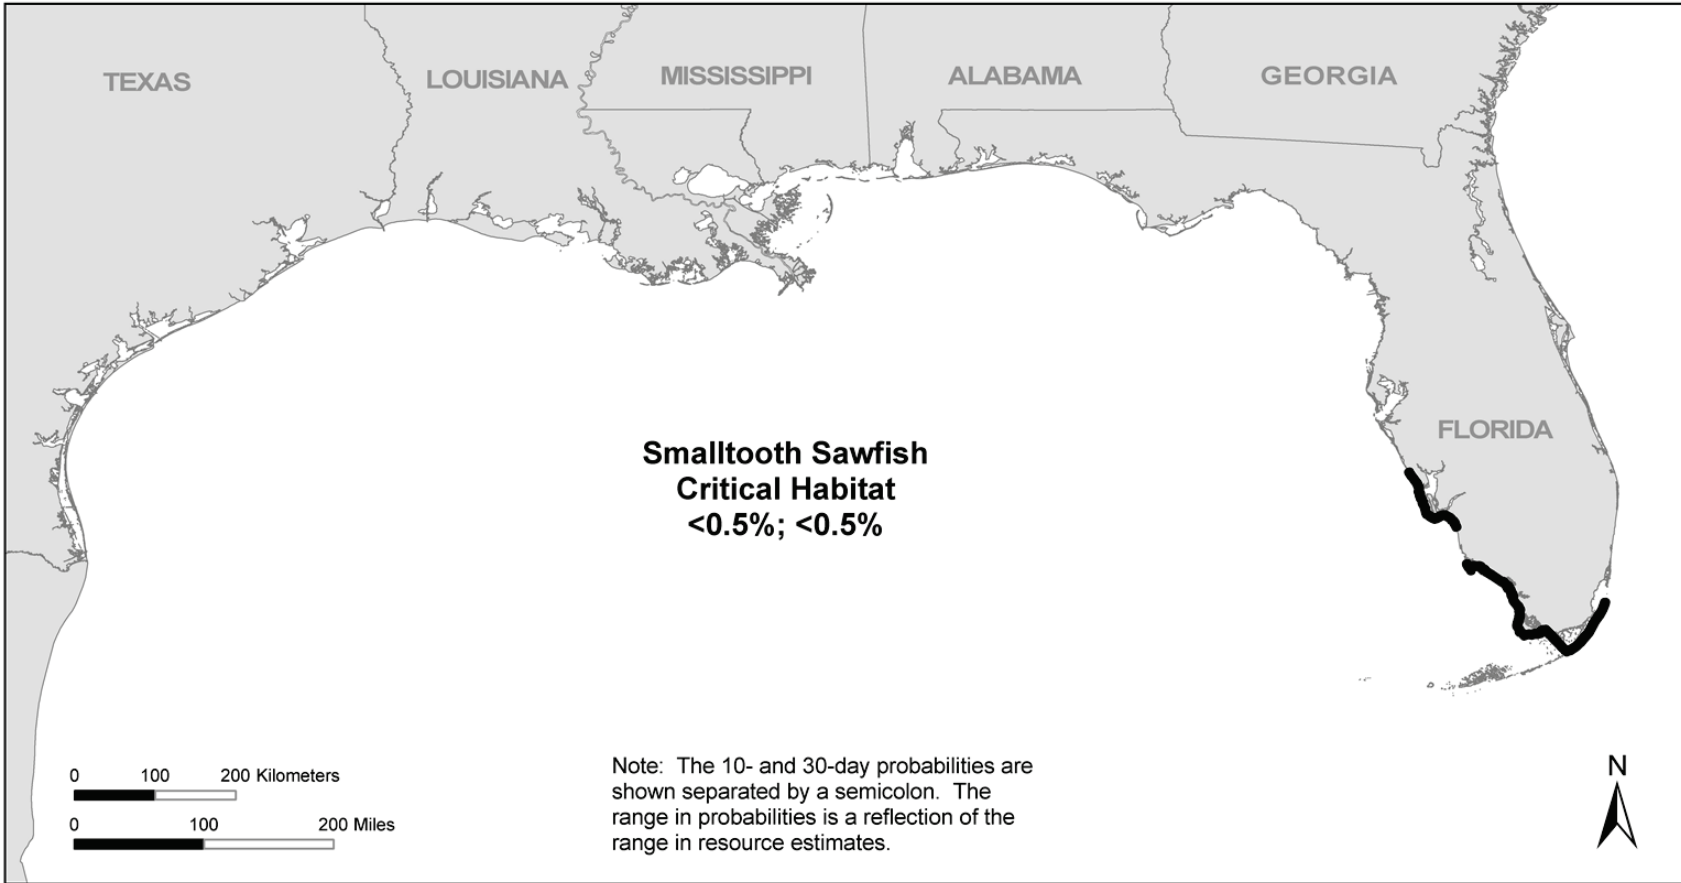 TEXAS
LOUISIANA
MISSISSIPPI
ALABAMA
GEORGIA
FLORIDA
Smalltooth Sawfish
Critical Habitat
<0.5%; <0.5%
0 100 200 Kilometers
0 100 200 Miles
Note: The 10- and 30-day probabilities are
shown separated by a semicolon. The
range in probabilities is a reflection of the
range in resource estimates.
N